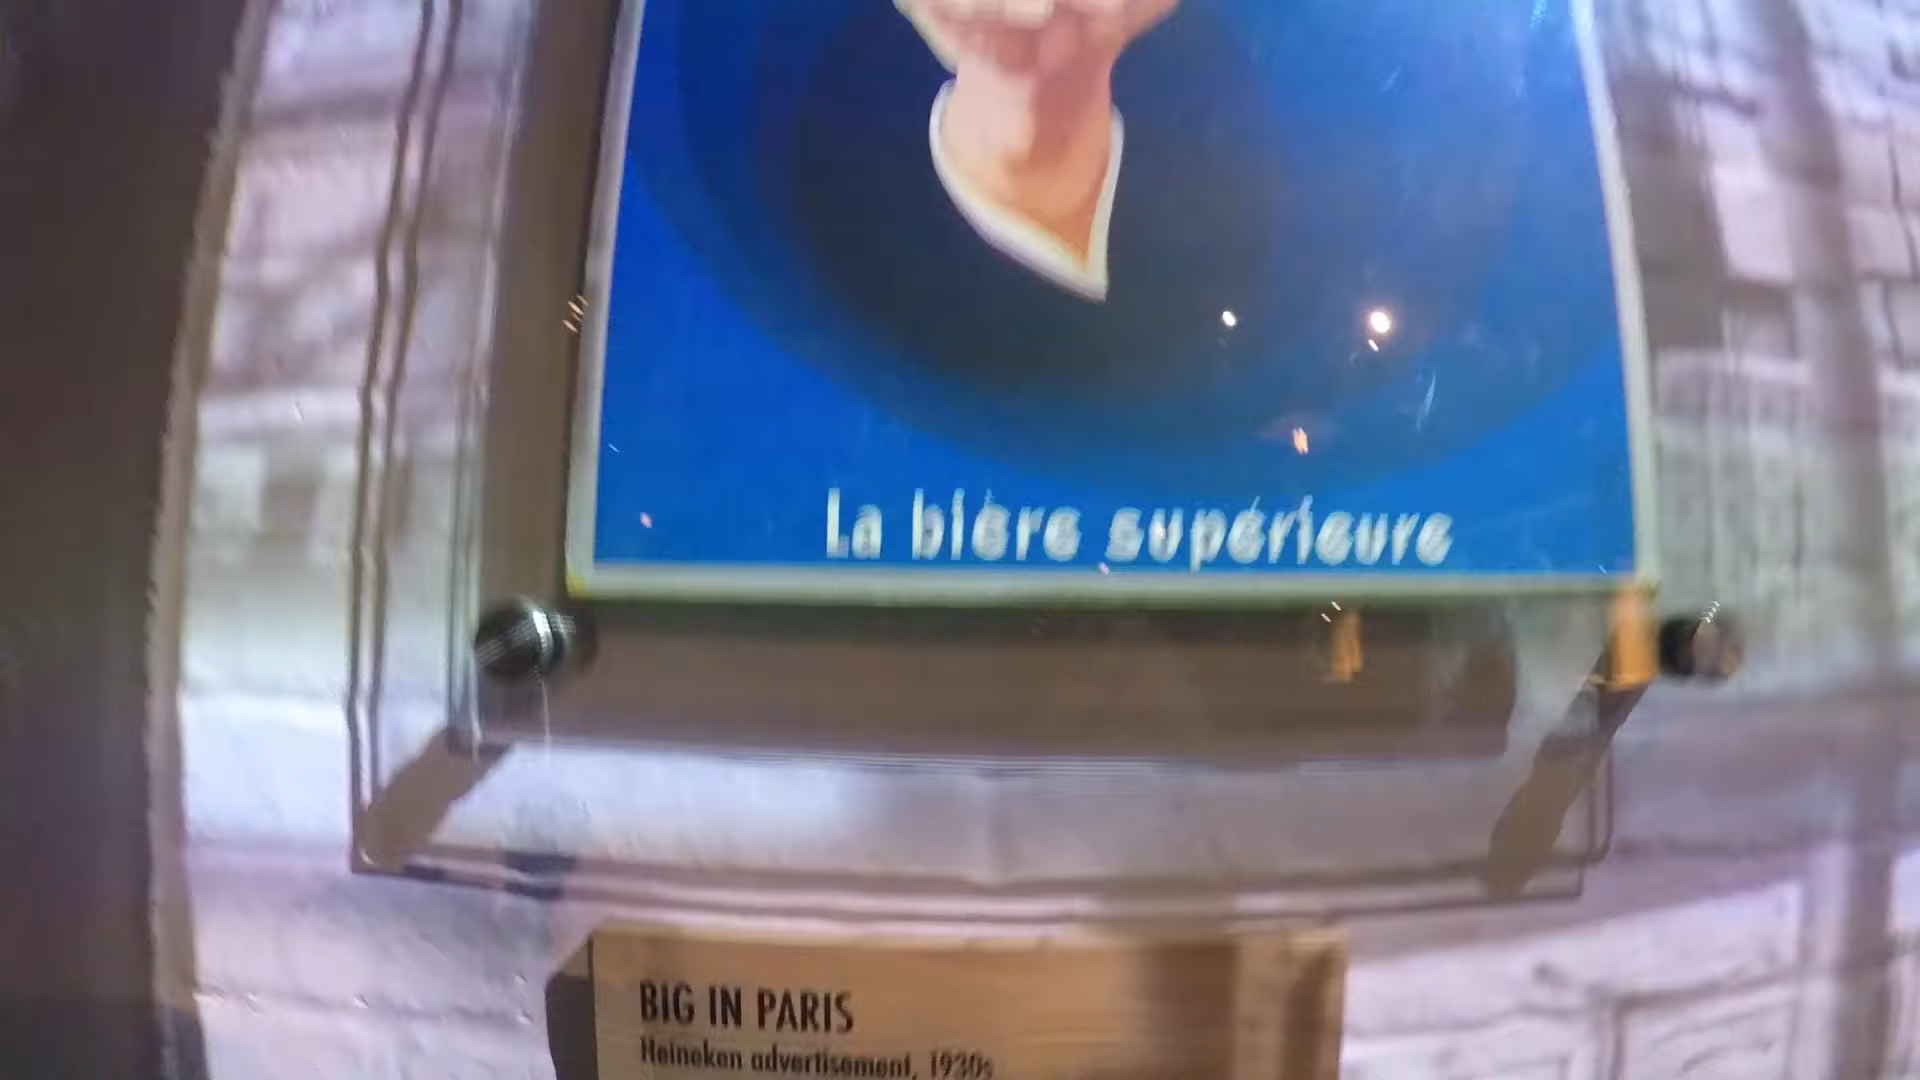 La bière supérieure
BIG IN PARIS
Heineken advertisement, 1930s